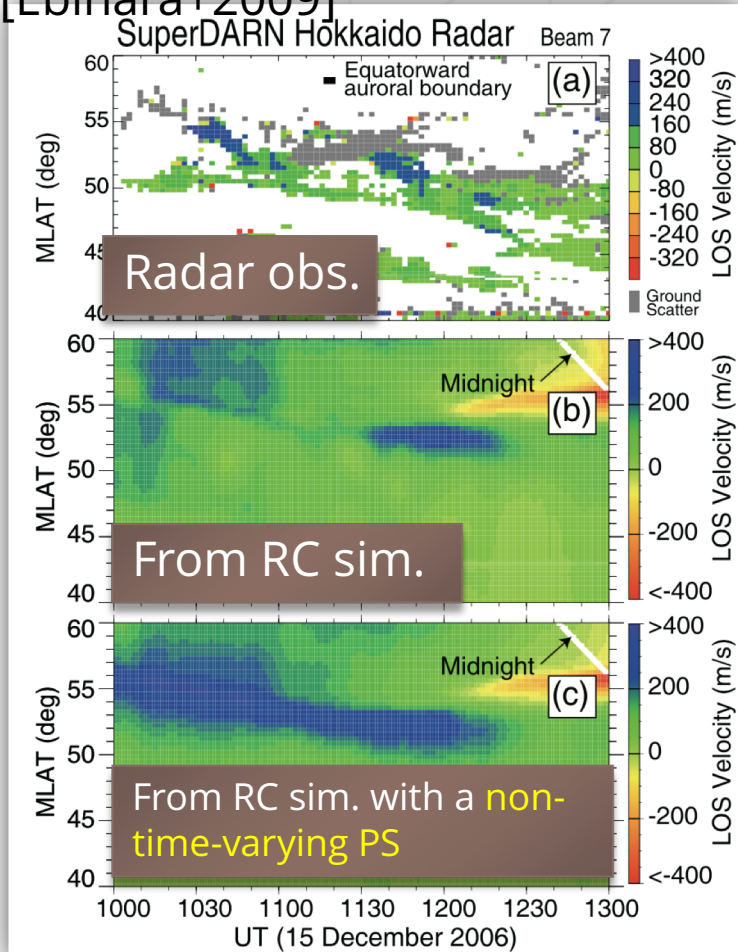 [Ebihara+2009]
SuperDARN Hokkaido Radar Beam 7
60
55
50
45
40
MLAT (deg)
Equatorward
auroral boundary
(a)
Radar obs.
>400
320
240
160
80
0
-80
-160
-240
-320
LOS Velocity (m/s)
Ground
Scatter
60
55
50
45
40
MLAT (deg)
Midnight
(b)
From RC sim.
>400
200
0
-200
<-400
LOS Velocity (m/s)
60
55
50
45
40
MLAT (deg)
Midnight
(c)
From RC sim. with a non-
time-varying PS
>400
200
0
-200
<-400
LOS Velocity (m/s)
1000 1030 1100 1130 1200 1230 1300
UT (15 December 2006)